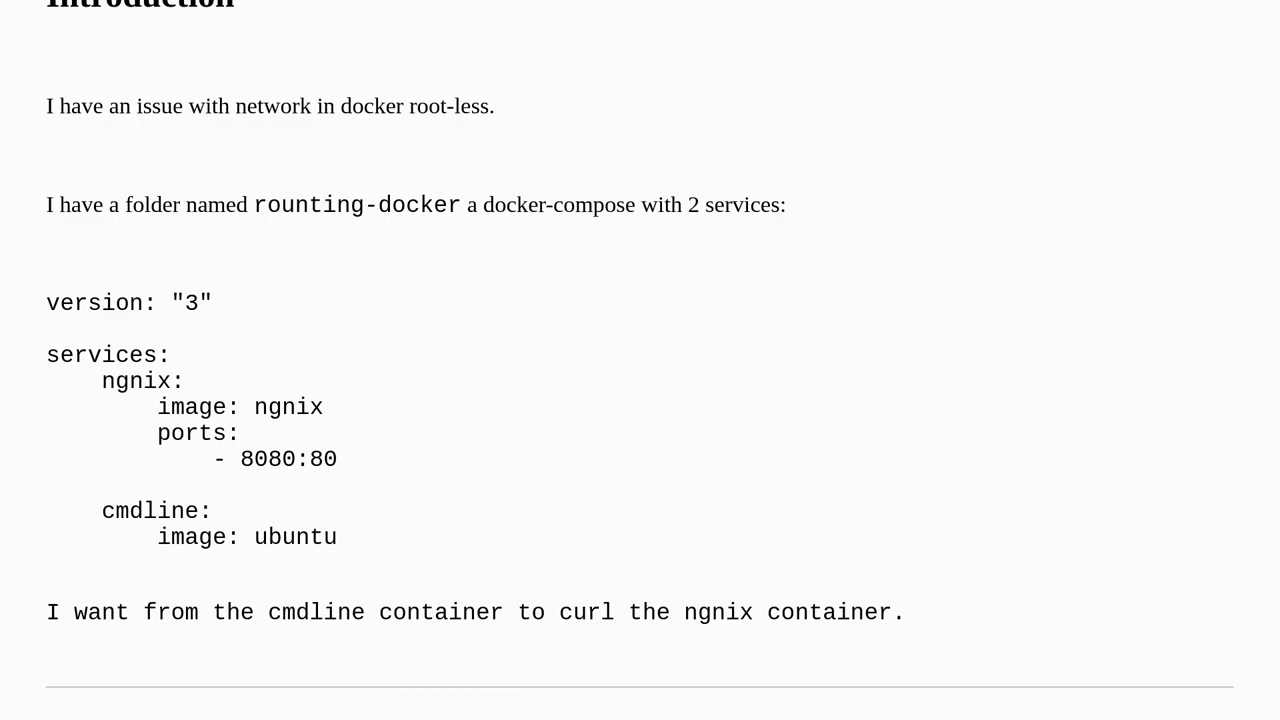 Introduction
I have an issue with network in docker root-less.
I have a folder named rounting-docker a docker-compose with 2 services:
version: "3"
services:
    ngnix:
        image: ngnix
        ports:
            - 8080:80
    cmdline:
        image: ubuntu
I want from the cmdline container to curl the ngnix container.